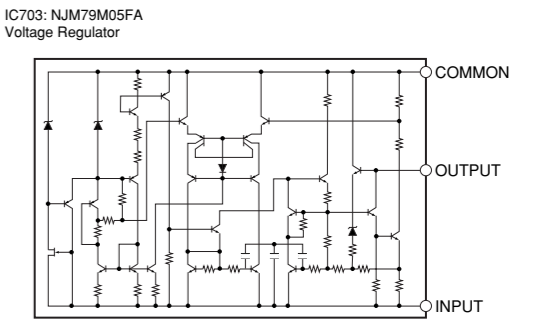 IC703: NJM79M05FA
Voltage Regulator
COMMON
OUTPUT
INPUT